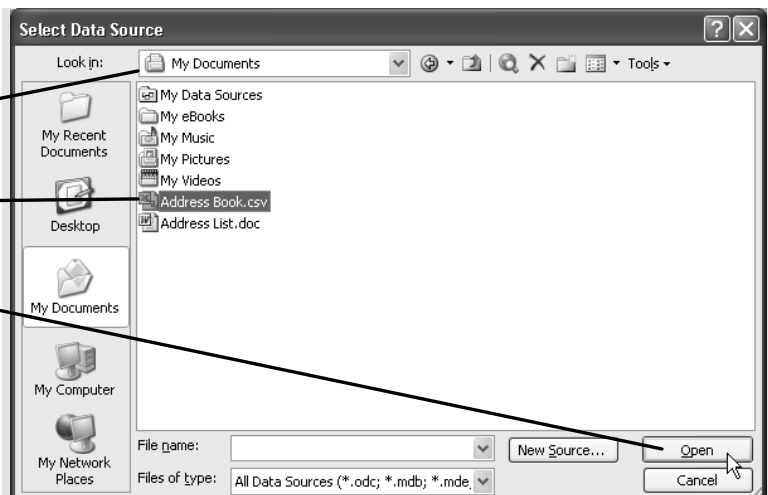 Select Data Source
Look in: My Documents Tools
My Data Sources
My eBooks
My Music
My Pictures
My Videos
Address Book.csv
Address List.doc
My Recent
Documents
Desktop
My Documents
My Computer
My Network
Places
File name: New Source... Open
Files of type: All Data Sources (*.odc; *.mdb; *.mde; Cancel